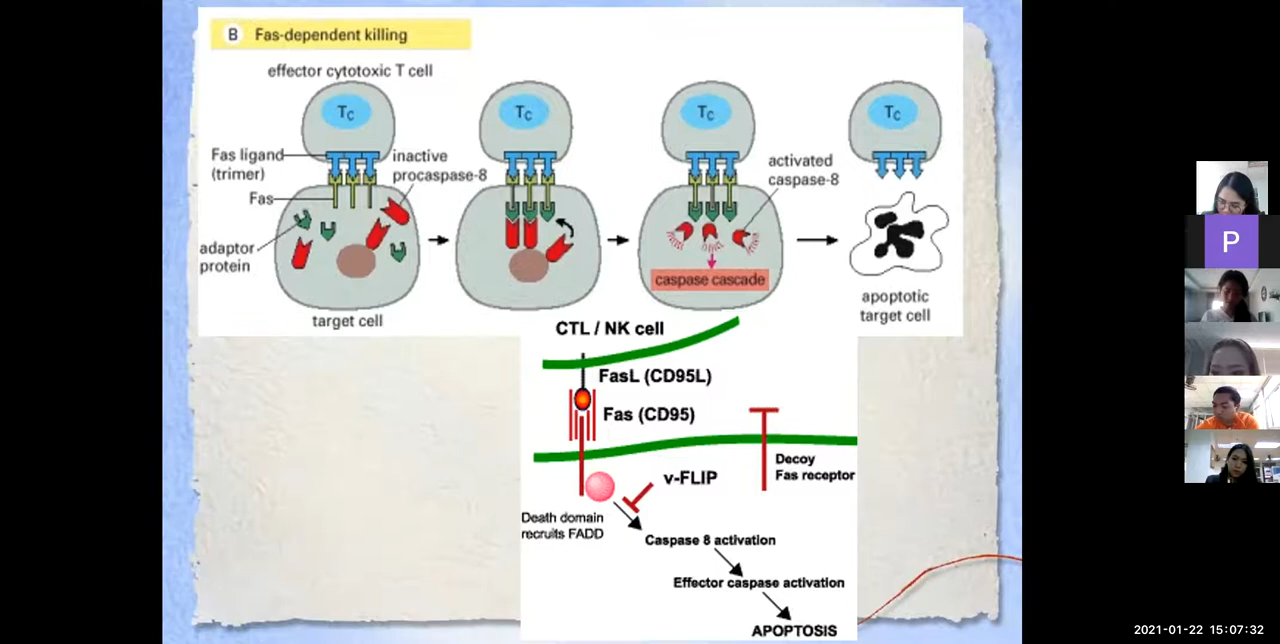 B Fas-dependent killing
effector cytotoxic T cell
Tc
Tc
Tc
Tc
Fas ligand
(trimer)
inactive
procaspase-8
activated
caspase-8
Fas
adaptor
protein
caspase cascade
target cell
apoptotic
target cell
CTL / NK cell
FasL (CD95L)
Fas (CD95)
Decoy
Fas receptor
v-FLIP
Death domain
recruits FADD
Caspase 8 activation
Effector caspase activation
APOPTOSIS
P
2021-01-22 15:07:32